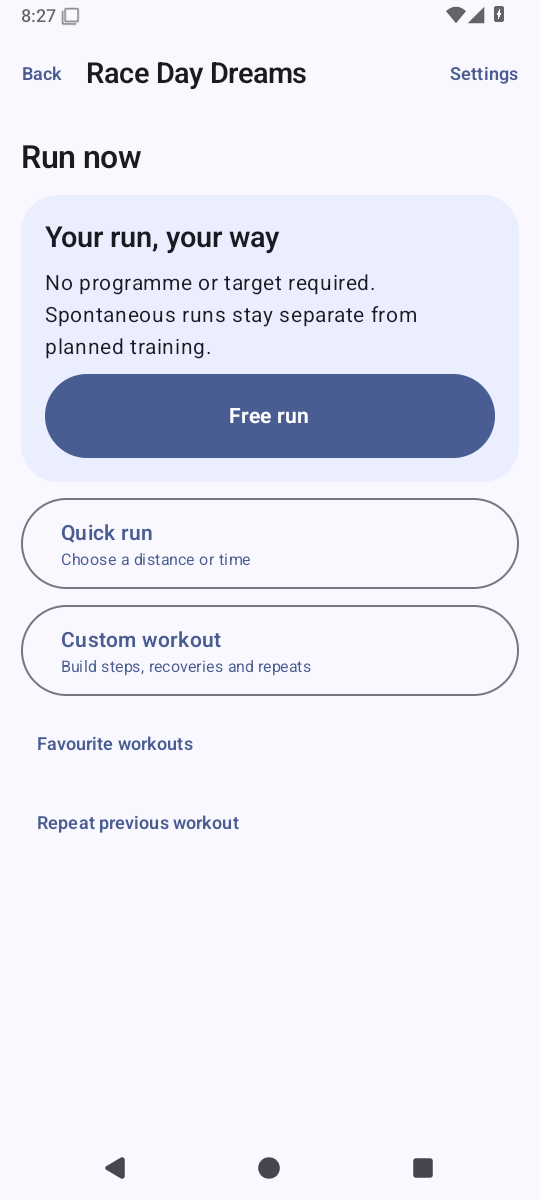 8:27
Back
Race Day Dreams
Settings
Run now
Your run, your way
No programme or target required.
Spontaneous runs stay separate from
planned training.
Free run
Quick run
Choose a distance or time
Custom workout
Build steps, recoveries and repeats
Favourite workouts
Repeat previous workout